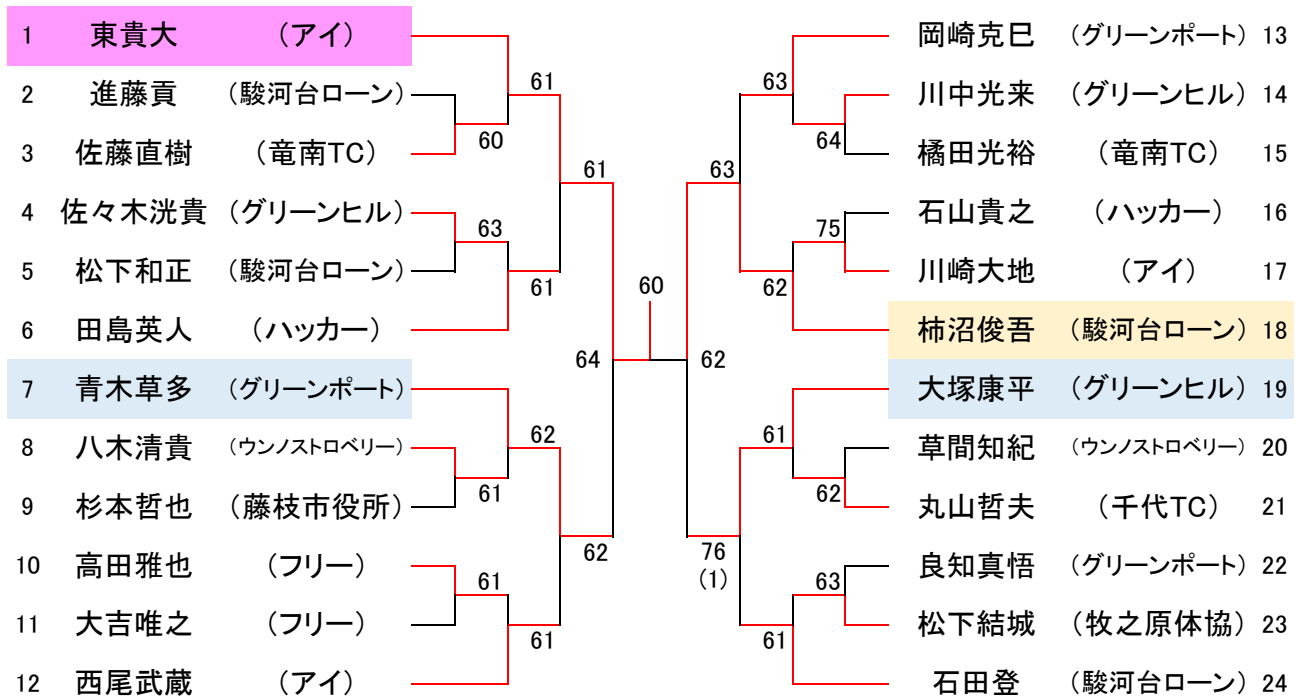 1 東貴大 (アイ)
2 進藤貢 (駿河台ローン)
3 佐藤直樹 (竜南TC)
4 佐々木洸貴 (グリーンヒル)
5 松下和正 (駿河台ローン)
6 田島英人 (ハッカー)
7 青木草多 (グリーンポート)
8 八木清貴 (ウンノストロベリー)
9 杉本哲也 (藤枝市役所)
10 高田雅也 (フリー)
11 大吉唯之 (フリー)
12 西尾武蔵 (アイ)
61
60
61
63
61
64
62
61
62
61
61
60
63
64
63
75
62
62
61
62
76
(1)
63
61
岡崎克巳 (グリーンポート) 13
川中光来 (グリーンヒル) 14
橘田光裕 (竜南TC) 15
石山貴之 (ハッカー) 16
川崎大地 (アイ) 17
柿沼俊吾 (駿河台ローン) 18
大塚康平 (グリーンヒル) 19
草間知紀 (ウンノストロベリー) 20
丸山哲夫 (千代TC) 21
良知真悟 (グリーンポート) 22
松下結城 (牧之原体協) 23
石田登 (駿河台ローン) 24